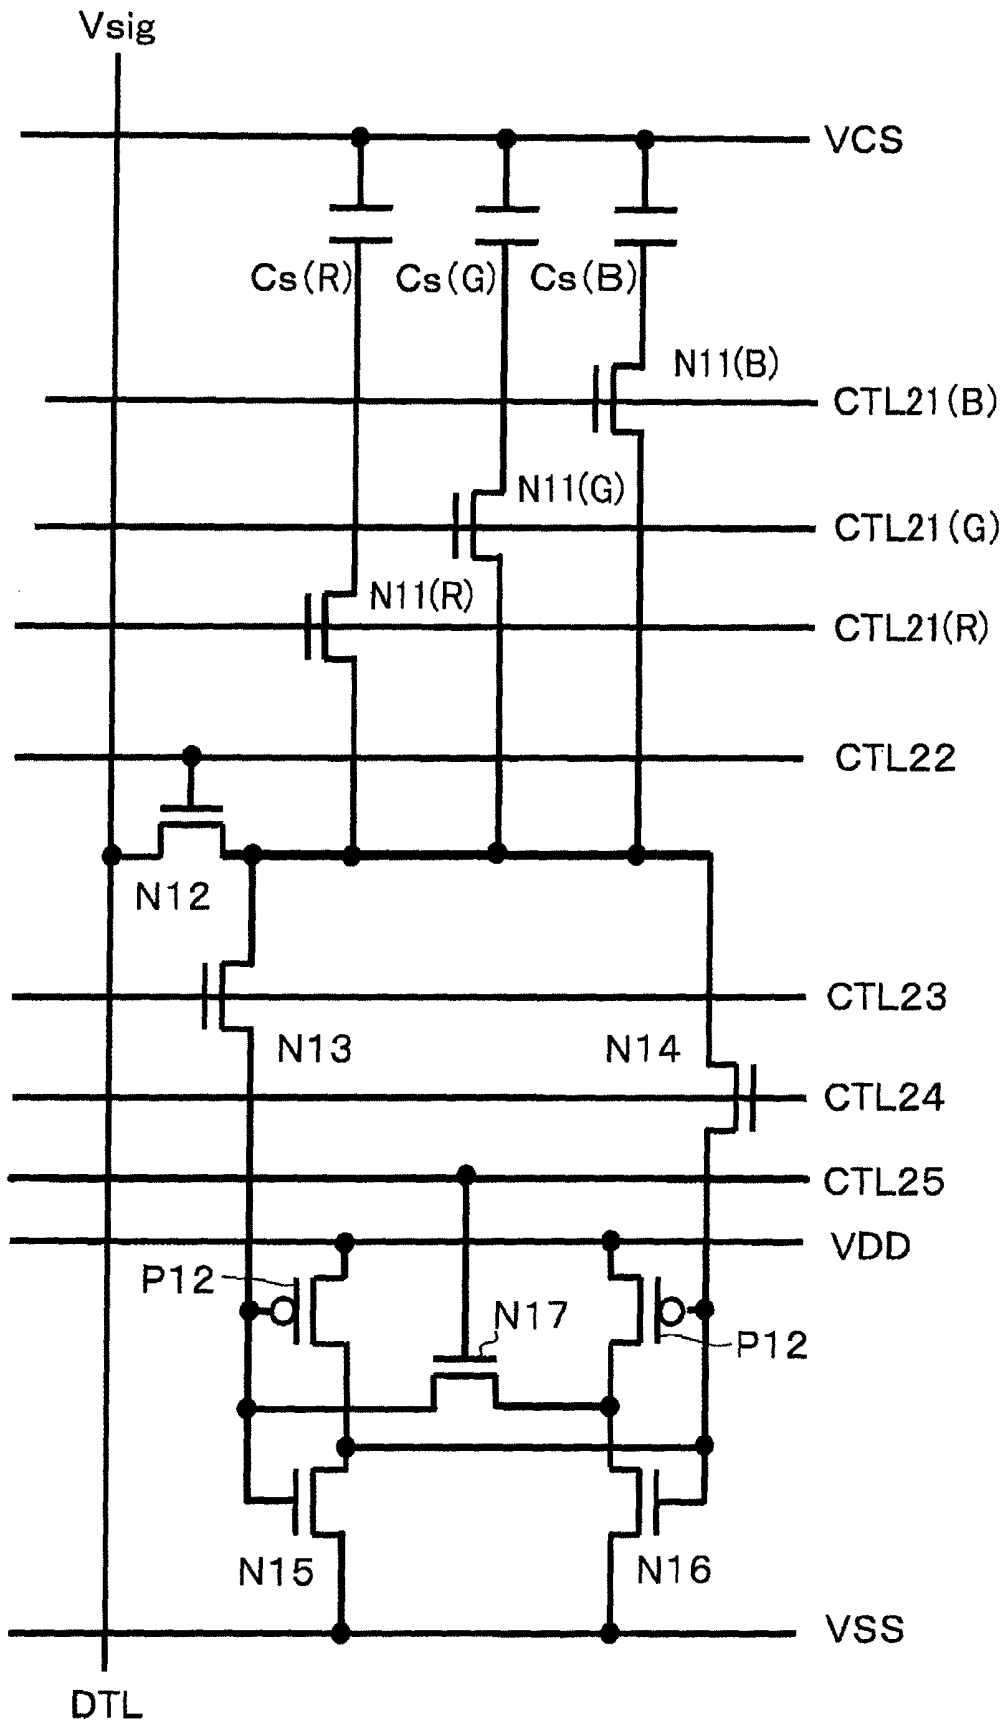 Vsig
VCS
Cs(R)
Cs(G)
Cs(B)
N11(B)
CTL21(B)
N11(G)
CTL21(G)
N11(R)
CTL21(R)
CTL22
N12
CTL23
N13
N14
CTL24
CTL25
VDD
P12
N17
P12
N15
N16
VSS
DTL